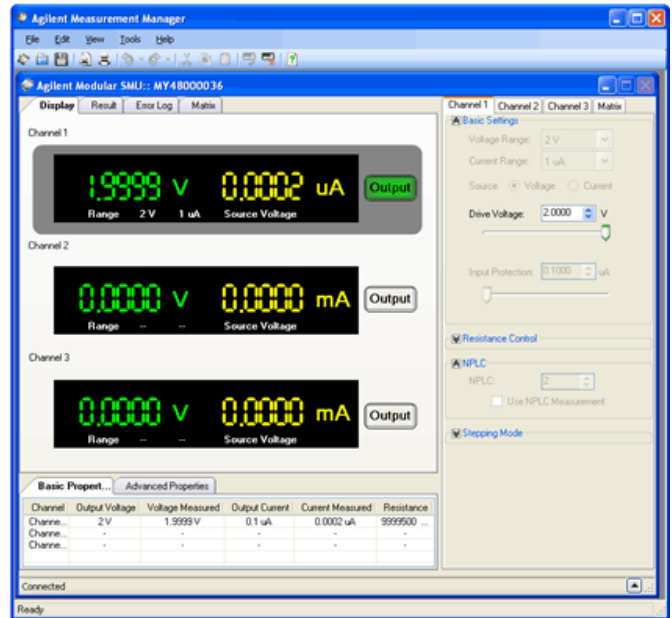 Agilent Measurement Manager
File Edit View Tools Help
Agilent Modular SMU:: MY48000036
Display Result Error Log Matrix
Channel 1
1.9999 V 0.0002 uA Output
Range 2 V 1 uA Source Voltage
Channel 2
0.0000 V 0.0000 mA Output
Range -- -- Source Voltage
Channel 3
0.0000 V 0.0000 mA Output
Range -- -- Source Voltage
Basic Propert... Advanced Properties
Channel Output Voltage Voltage Measured Output Current Current Measured Resistance
Channe... 2 V 1.9999 V 0.1 uA 0.0002 uA 9999500 ...
Channe... - - - - -
Channe... - - - - -
Channel 1 Channel 2 Channel 3 Matrix
Basic Settings
Voltage Range: 2 V
Current Range: 1 uA
Source Voltage Current
Drive Voltage: 2.0000 V
Input Protection: 0.1000 uA
Resistance Control
NPLC
NPLC: 2
Use NPLC Measurement
Stepping Mode
Connected
Ready